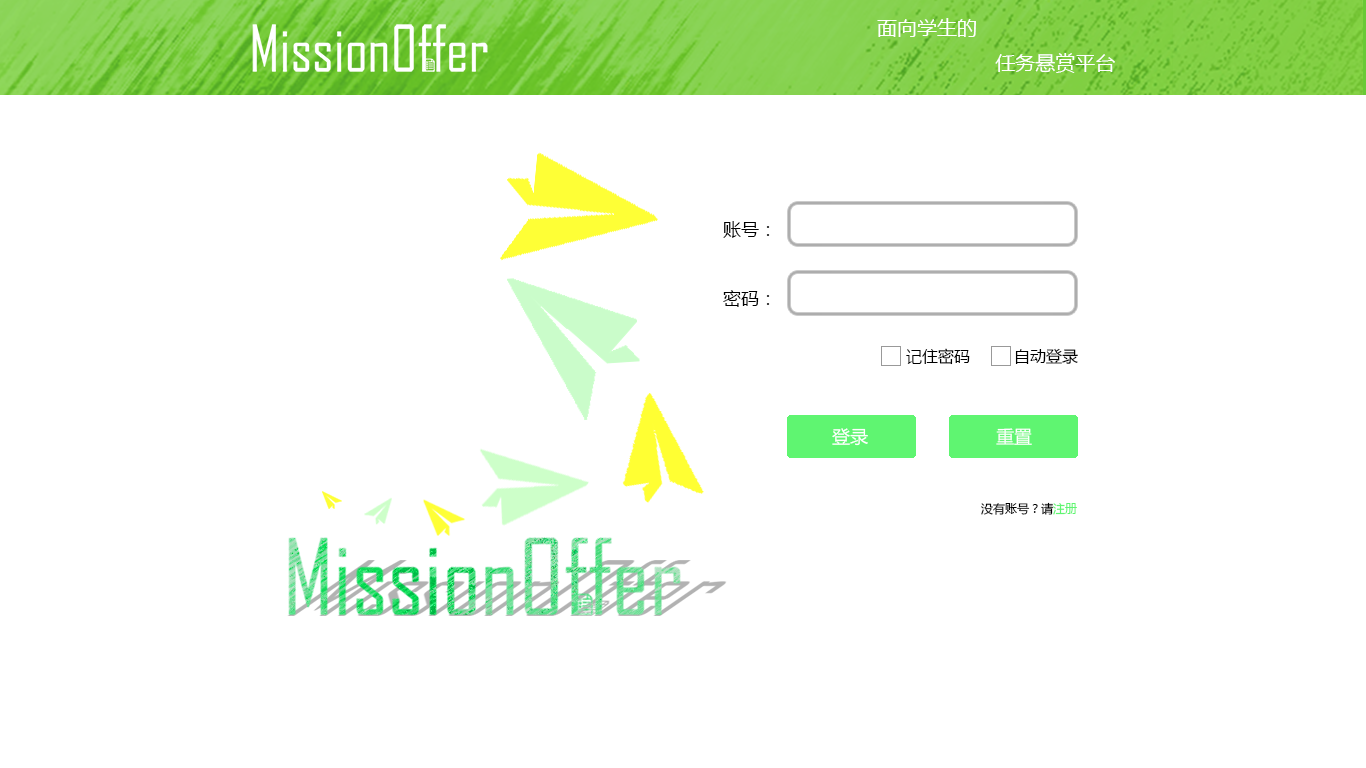 MissionOffer
面向学生的
任务悬赏平台
账号：
密码：
记住密码 自动登录
登录 重置
没有账号？请注册
MissionOffer